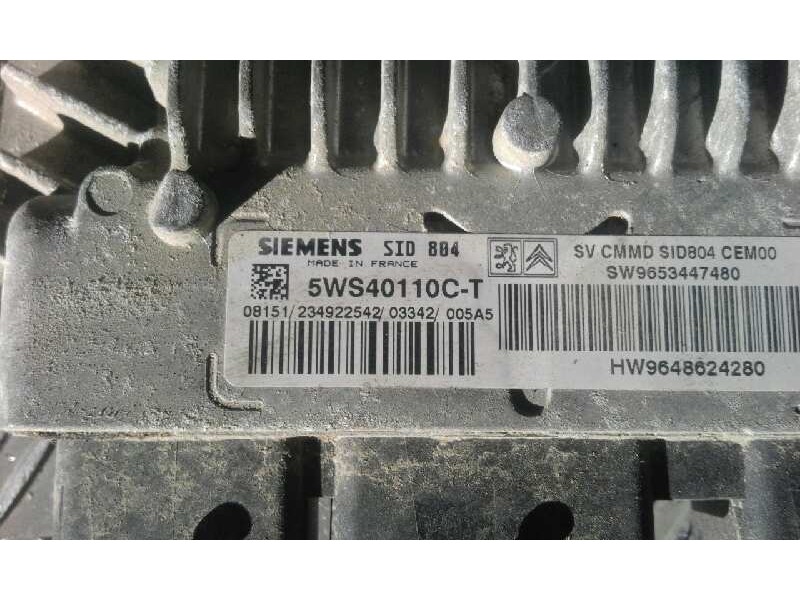 SIEMENS SID 804
MADE IN FRANCE
5WS40110C-T
08151/234922542/03342/005A5
SV CMMD SID804 CEM00
SW9653447480
HW9648624280